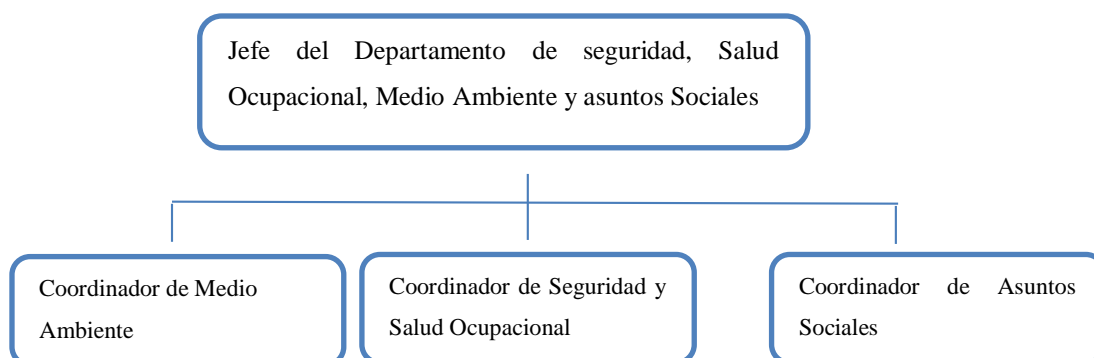 Jefe del Departamento de seguridad, Salud
Ocupacional, Medio Ambiente y asuntos Sociales
Coordinador de Medio
Ambiente
Coordinador de Seguridad y
Salud Ocupacional
Coordinador de Asuntos
Sociales